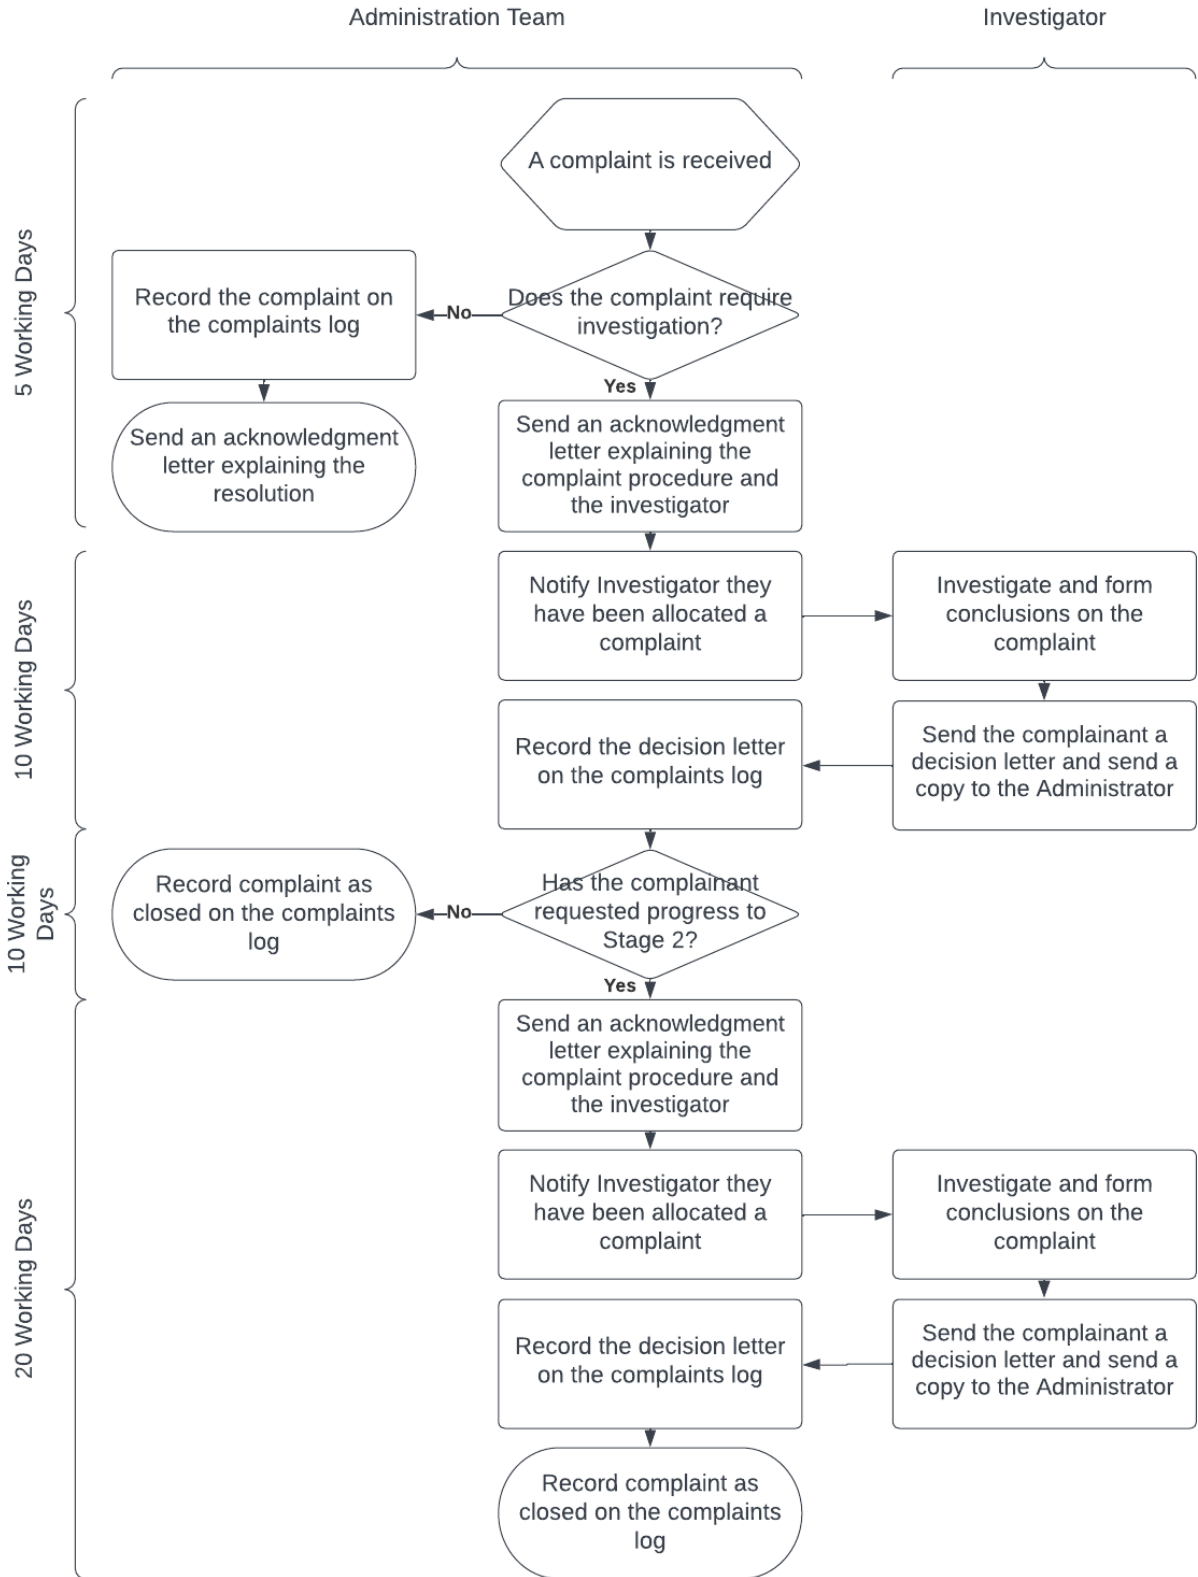 Administration Team
Investigator
5 Working Days
A complaint is received
Does the complaint require
investigation?
No
Record the complaint on
the complaints log
Send an acknowledgment
letter explaining the
resolution
Yes
Send an acknowledgment
letter explaining the
complaint procedure and
the investigator
10 Working Days
Notify Investigator they
have been allocated a
complaint
Investigate and form
conclusions on the
complaint
Send the complainant a
decision letter and send a
copy to the Administrator
Record the decision letter
on the complaints log
10 Working
Days
Has the complainant
requested progress to
Stage 2?
No
Record complaint as
closed on the complaints
log
Yes
20 Working Days
Send an acknowledgment
letter explaining the
complaint procedure and
the investigator
Notify Investigator they
have been allocated a
complaint
Investigate and form
conclusions on the
complaint
Send the complainant a
decision letter and send a
copy to the Administrator
Record the decision letter
on the complaints log
Record complaint as
closed on the complaints
log